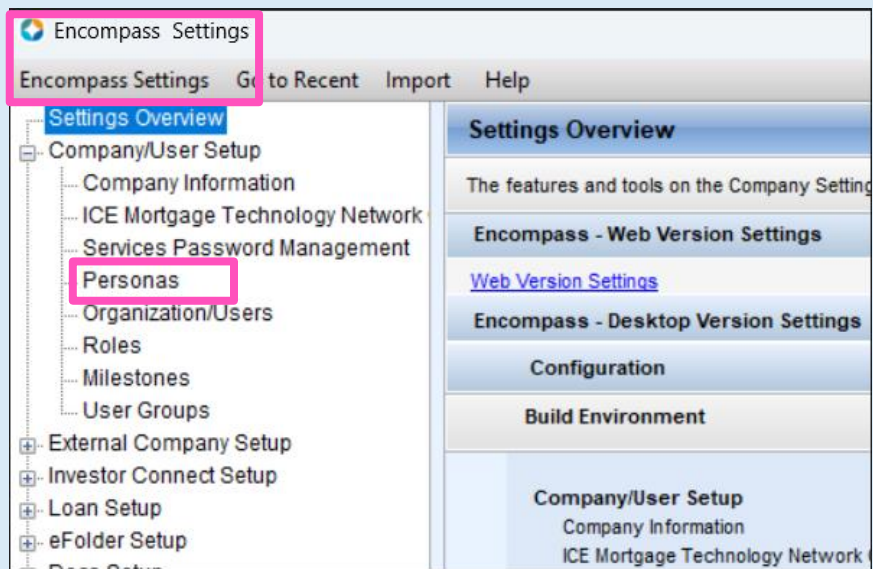 Encompass Settings
Encompass Settings Go to Recent Import Help
Settings Overview
Company/User Setup
Company Information
ICE Mortgage Technology Network
Services Password Management
Personas
Organization/Users
Roles
Milestones
User Groups
External Company Setup
Investor Connect Setup
Loan Setup
eFolder Setup
Settings Overview
The features and tools on the Company
Encompass - Web Version Settings
Web Version Settings
Encompass - Desktop Version Settings
Configuration
Build Environment
Company/User Setup
Company Information
ICE Mortgage Technology Network